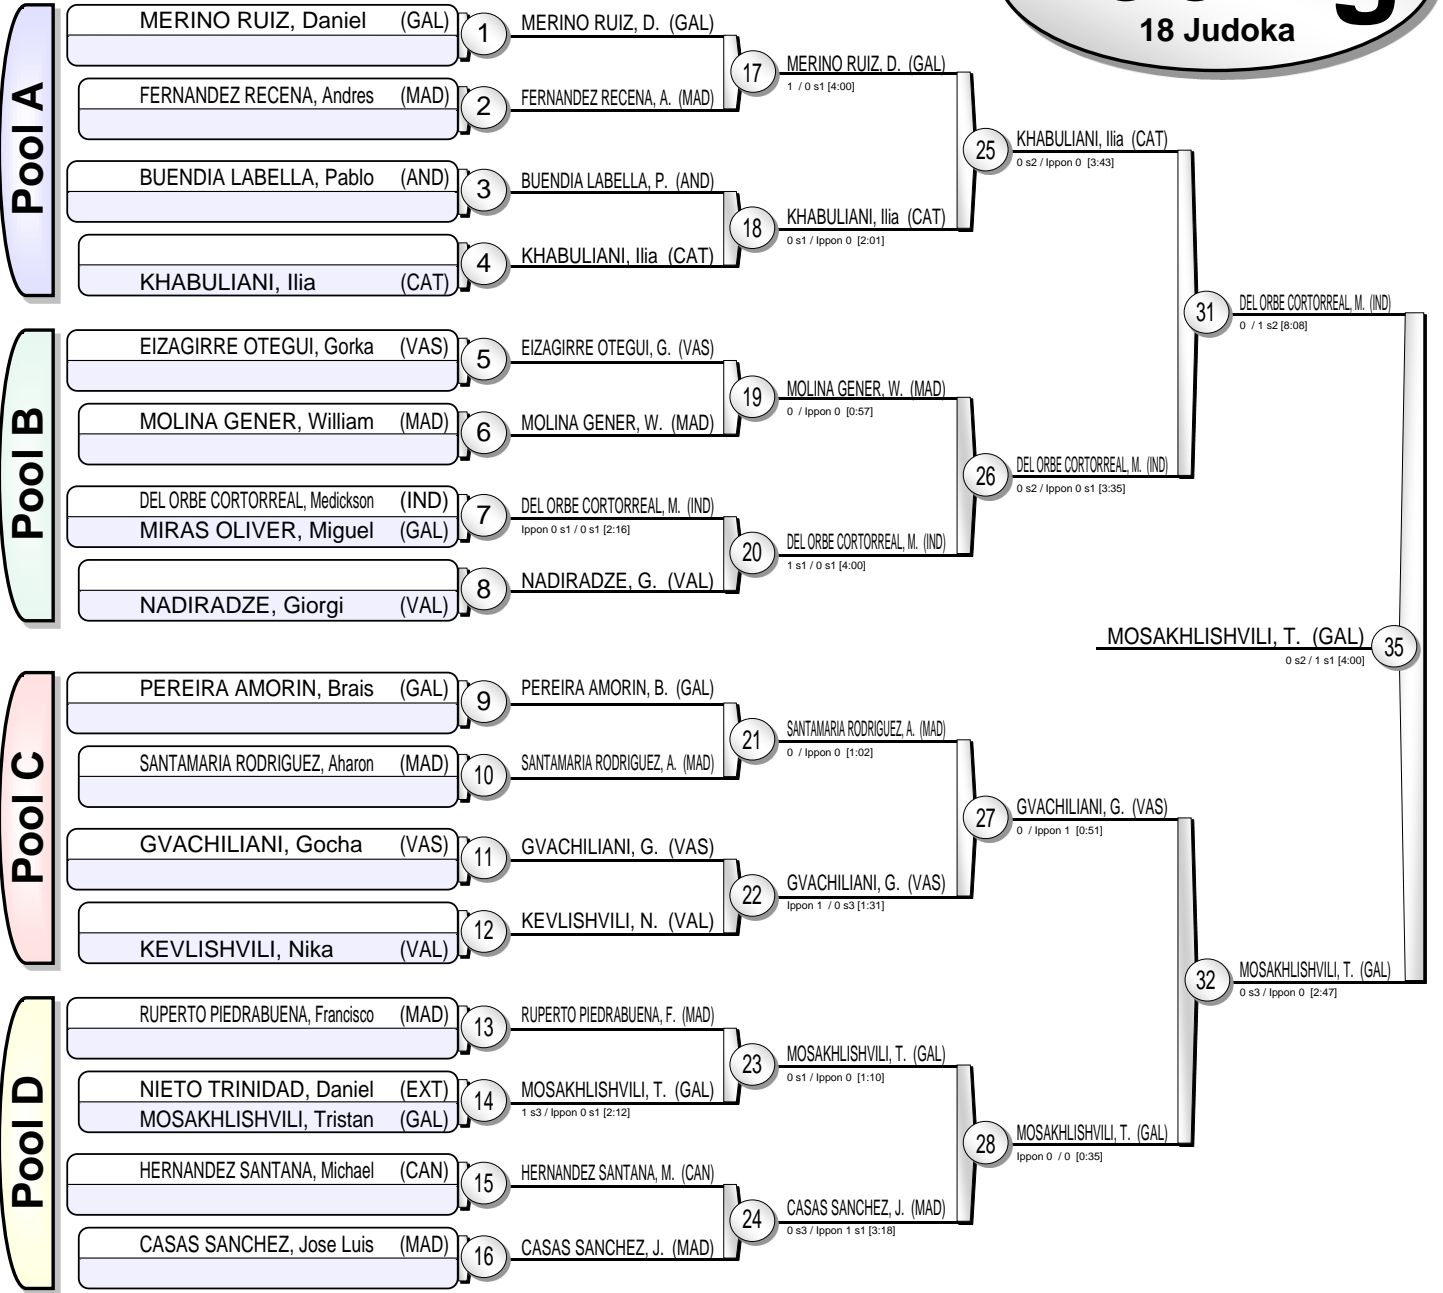 18 Judoka
Pool A
MERINO RUIZ, Daniel (GAL)
1
MERINO RUIZ, D. (GAL)
FERNANDEZ RECENA, Andres (MAD)
2
FERNANDEZ RECENA, A. (MAD)
17
MERINO RUIZ, D. (GAL)
1 / 0 s1 [4:00]
BUENDIA LABELLA, Pablo (AND)
3
BUENDIA LABELLA, P. (AND)
KHABULIANI, Ilia (CAT)
4
KHABULIANI, Ilia (CAT)
18
KHABULIANI, Ilia (CAT)
0 s1 / Ippon 0 [2:01]
25
KHABULIANI, Ilia (CAT)
0 s2 / Ippon 0 [3:43]
Pool B
EIZAGIRRE OTEGUI, Gorka (VAS)
5
EIZAGIRRE OTEGUI, G. (VAS)
MOLINA GENER, William (MAD)
6
MOLINA GENER, W. (MAD)
19
MOLINA GENER, W. (MAD)
0 / Ippon 0 [0:57]
DEL ORBE CORTORREAL, Medickson (IND)
MIRAS OLIVER, Miguel (GAL)
7
DEL ORBE CORTORREAL, M. (IND)
Ippon 0 s1 / 0 s1 [2:16]
NADIRADZE, Giorgi (VAL)
8
NADIRADZE, G. (VAL)
20
DEL ORBE CORTORREAL, M. (IND)
1 s1 / 0 s1 [4:00]
26
DEL ORBE CORTORREAL, M. (IND)
0 s2 / Ippon 0 s1 [3:35]
31
DEL ORBE CORTORREAL, M. (IND)
0 / 1 s2 [8:08]
MOSAKHLISHVILI, T. (GAL)
0 s2 / 1 s1 [4:00]
35
Pool C
PEREIRA AMORIN, Brais (GAL)
9
PEREIRA AMORIN, B. (GAL)
SANTAMARIA RODRIGUEZ, Aharon (MAD)
10
SANTAMARIA RODRIGUEZ, A. (MAD)
21
SANTAMARIA RODRIGUEZ, A. (MAD)
0 / Ippon 0 [1:02]
GVACHILIANI, Gocha (VAS)
11
GVACHILIANI, G. (VAS)
KEVLISHVILI, Nika (VAL)
12
KEVLISHVILI, N. (VAL)
22
GVACHILIANI, G. (VAS)
Ippon 1 / 0 s3 [1:31]
27
GVACHILIANI, G. (VAS)
0 / Ippon 1 [0:51]
Pool D
RUPERTO PIEDRABUENA, Francisco (MAD)
13
RUPERTO PIEDRABUENA, F. (MAD)
NIETO TRINIDAD, Daniel (EXT)
MOSAKHLISHVILI, Tristan (GAL)
14
MOSAKHLISHVILI, T. (GAL)
1 s3 / Ippon 0 s1 [2:12]
23
MOSAKHLISHVILI, T. (GAL)
0 s1 / Ippon 0 [1:10]
HERNANDEZ SANTANA, Michael (CAN)
15
HERNANDEZ SANTANA, M. (CAN)
CASAS SANCHEZ, Jose Luis (MAD)
16
CASAS SANCHEZ, J. (MAD)
24
CASAS SANCHEZ, J. (MAD)
0 s3 / Ippon 1 s1 [3:18]
28
MOSAKHLISHVILI, T. (GAL)
Ippon 0 / 0 [0:35]
32
MOSAKHLISHVILI, T. (GAL)
0 s3 / Ippon 0 [2:47]